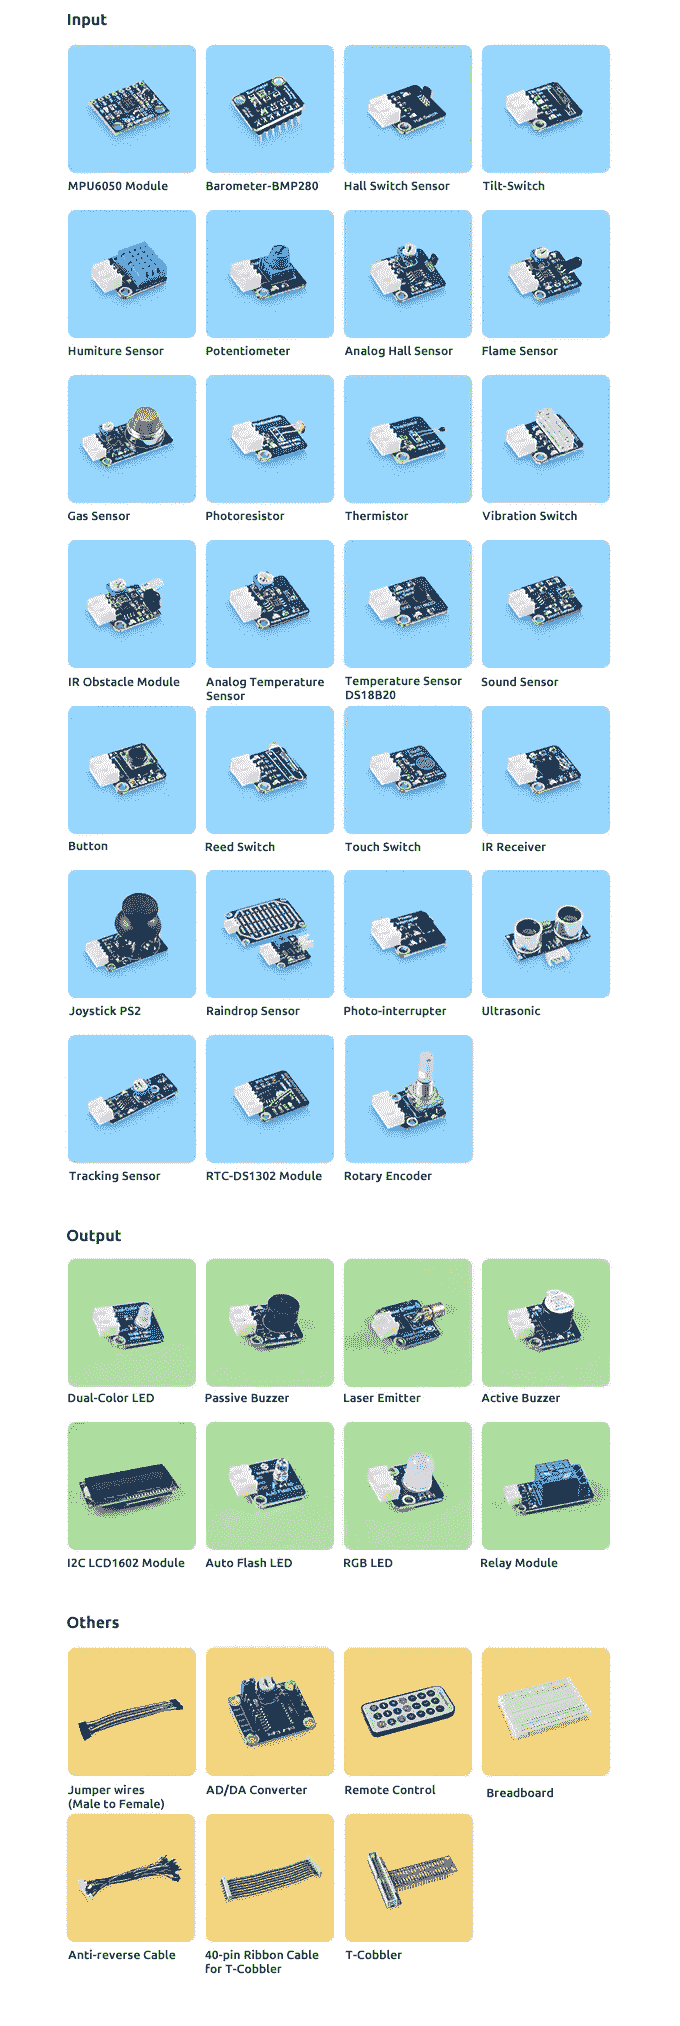 Input
MPU6050 Module
Barometer-BMP280
Hall Switch Sensor
Tilt-Switch
Humiture Sensor
Potentiometer
Analog Hall Sensor
Flame Sensor
Gas Sensor
Photoresistor
Thermistor
Vibration Switch
IR Obstacle Module
Analog Temperature
Sensor
Temperature Sensor
DS18B20
Sound Sensor
Button
Reed Switch
Touch Switch
IR Receiver
Joystick PS2
Raindrop Sensor
Photo-interrupter
Ultrasonic
Tracking Sensor
RTC-DS1302 Module
Rotary Encoder
Output
Dual-Color LED
Passive Buzzer
Laser Emitter
Active Buzzer
I2C LCD1602 Module
Auto Flash LED
RGB LED
Relay Module
Others
Jumper wires
(Male to Female)
AD/DA Converter
Remote Control
Breadboard
Anti-reverse Cable
40-pin Ribbon Cable
for T-Cobbler
T-Cobbler